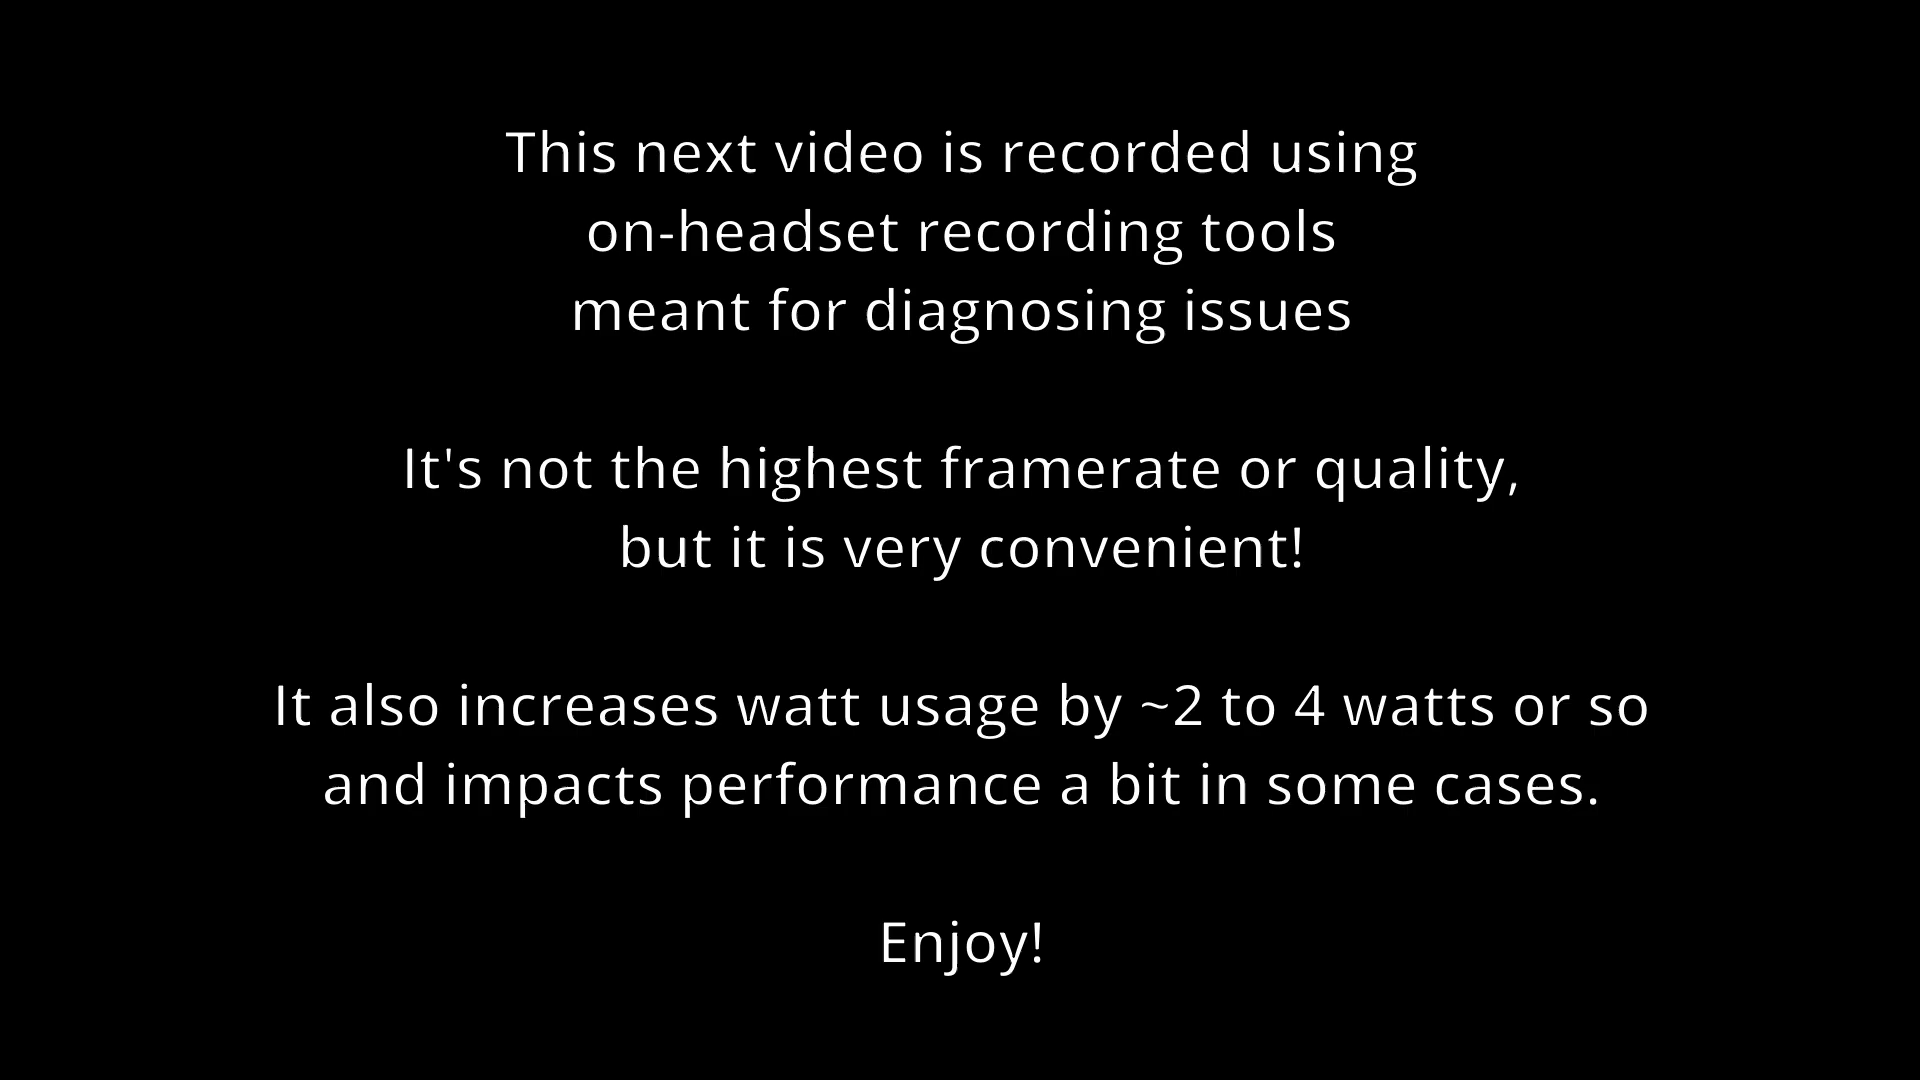 This next video is recorded using
on-headset recording tools
meant for diagnosing issues
It's not the highest framerate or quality,
but it is very convenient!
It also increases watt usage by ~2 to 4 watts or so
and impacts performance a bit in some cases.
Enjoy!